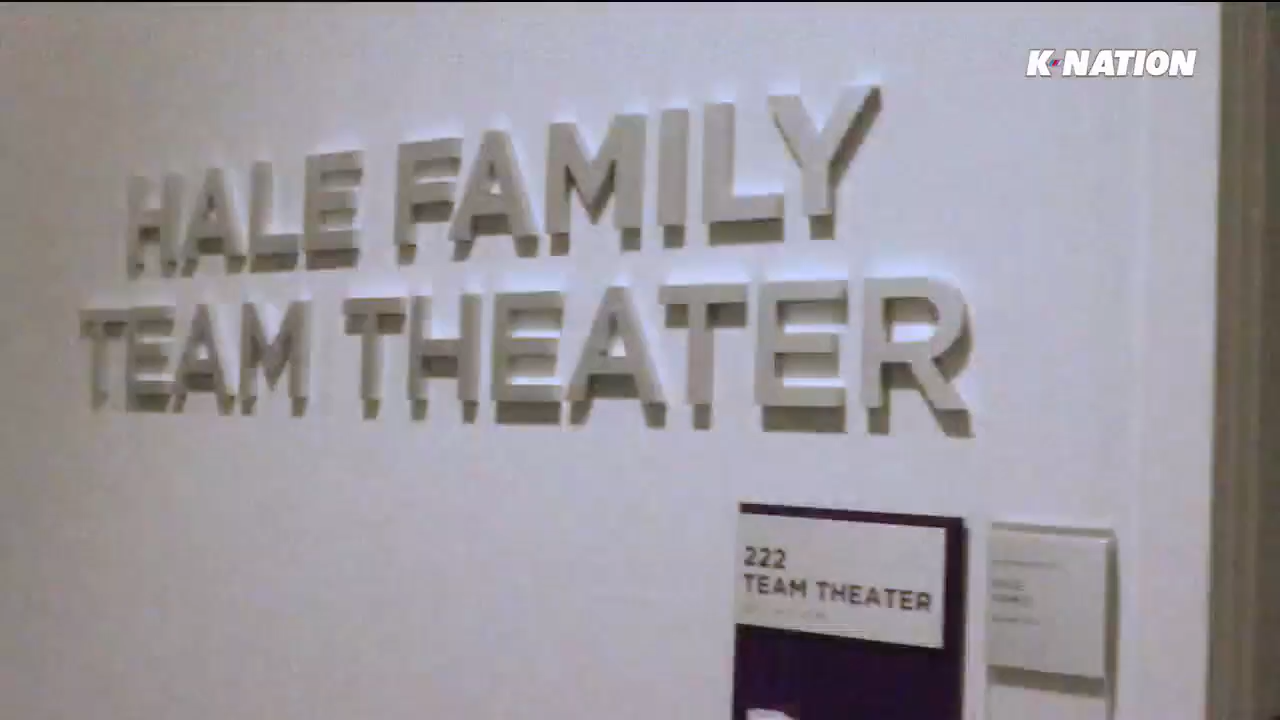 K-NATION
HALE FAMILY
TEAM THEATER
222
TEAM THEATER